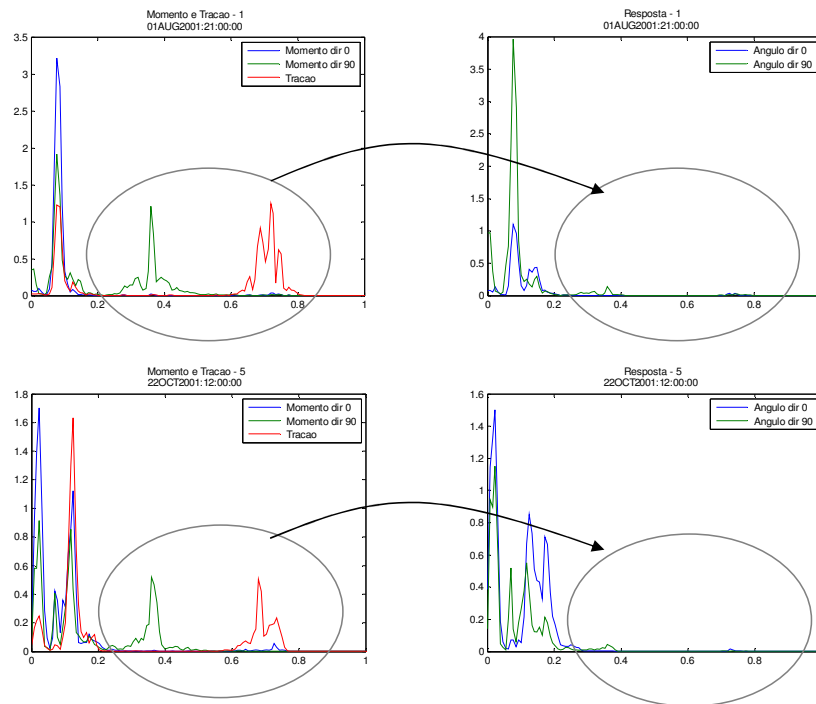 Momento e Tracao - 1
01AUG2001:21:00:00
3.5
3
2.5
2
1.5
1
0.5
0
0 0.2 0.4 0.6 0.8 1
Momento dir 0
Momento dir 90
Tracao
Resposta - 1
01AUG2001:21:00:00
4
3.5
3
2.5
2
1.5
1
0.5
0
0 0.2 0.4 0.6 0.8
Angulo dir 0
Angulo dir 90
Momento e Tracao - 5
22OCT2001:12:00:00
1.8
1.6
1.4
1.2
1
0.8
0.6
0.4
0.2
0
0 0.2 0.4 0.6 0.8 1
Momento dir 0
Momento dir 90
Tracao
Resposta - 5
22OCT2001:12:00:00
1.6
1.4
1.2
1
0.8
0.6
0.4
0.2
0
0 0.2 0.4 0.6 0.8
Angulo dir 0
Angulo dir 90